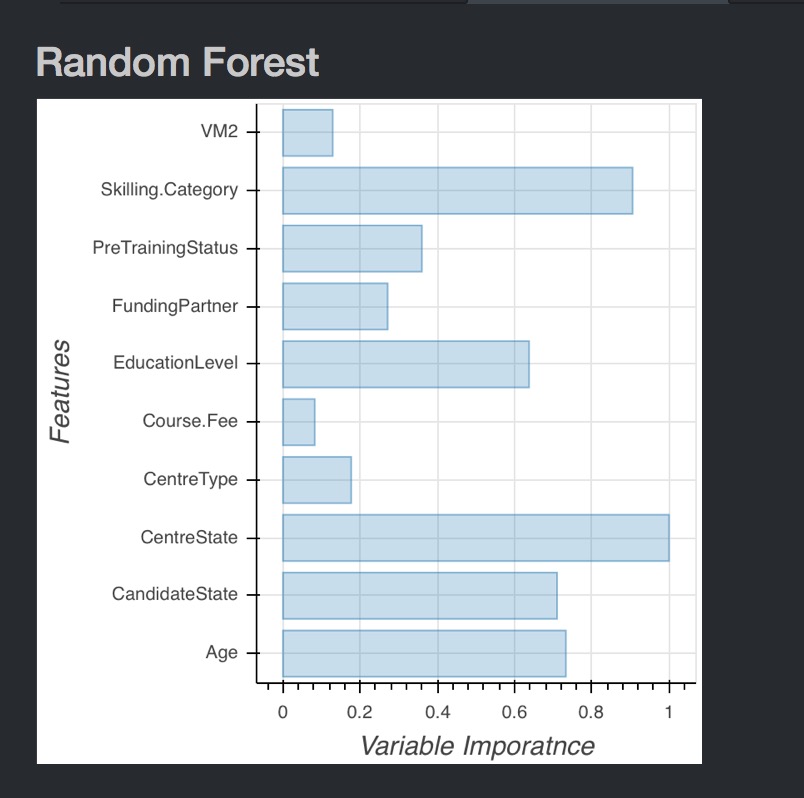 Random Forest
VM2
Skilling.Category
PreTrainingStatus
FundingPartner
EducationLevel
Course.Fee
CentreType
CentreState
CandidateState
Age
Features
0 0.2 0.4 0.6 0.8 1
Variable Imporatnce